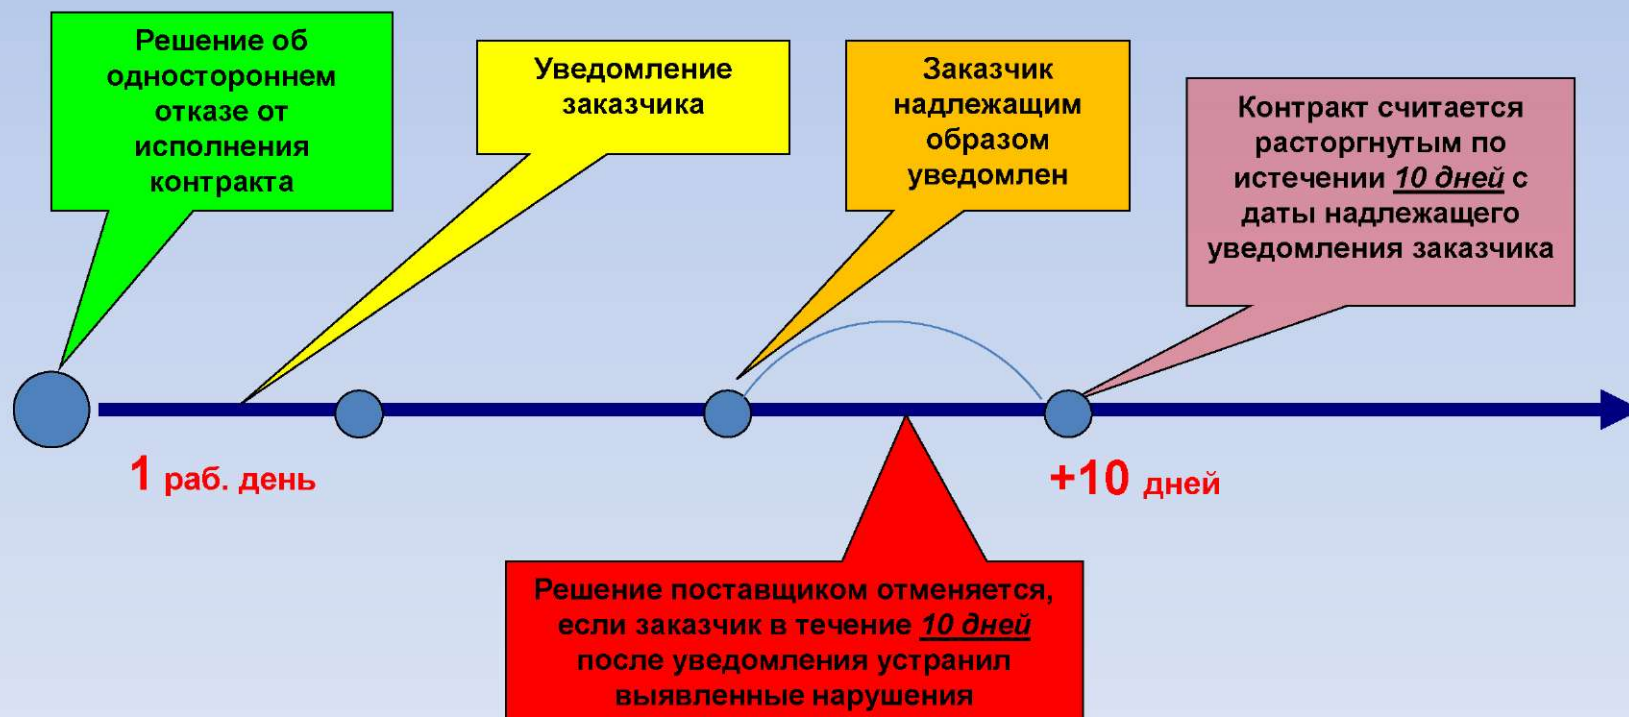 Решение об
одностороннем
отказе от
исполнения
контракта
Уведомление
заказчика
Заказчик
надлежащим
образом
уведомлен
Контракт считается
расторгнутым по
истечении 10 дней с
даты надлежащего
уведомления заказчика
1 раб. день
+10 дней
Решение поставщиком отменяется,
если заказчик в течение 10 дней
после уведомления устранил
выявленные нарушения